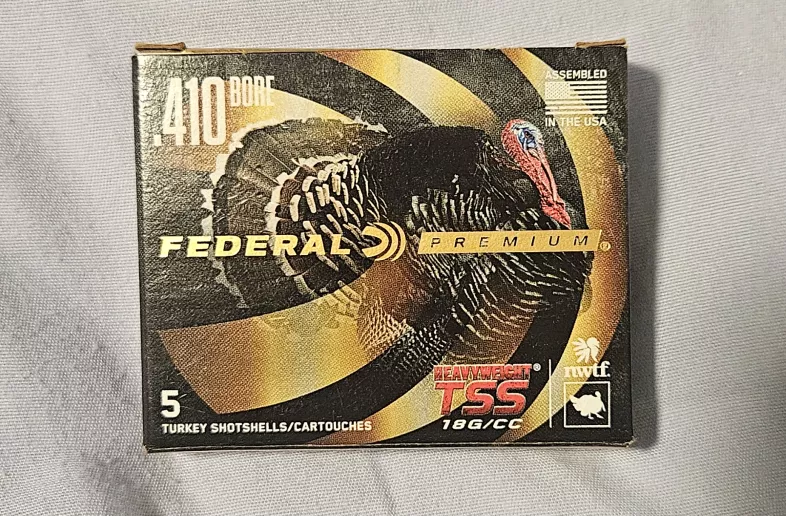 .410 BORE
ASSEMBLED
IN THE USA
FEDERAL PREMIUM®
HEAVYWEIGHT®
TSS
18G/CC
nwtf
5
TURKEY SHOTSHELLS/CARTOUCHES